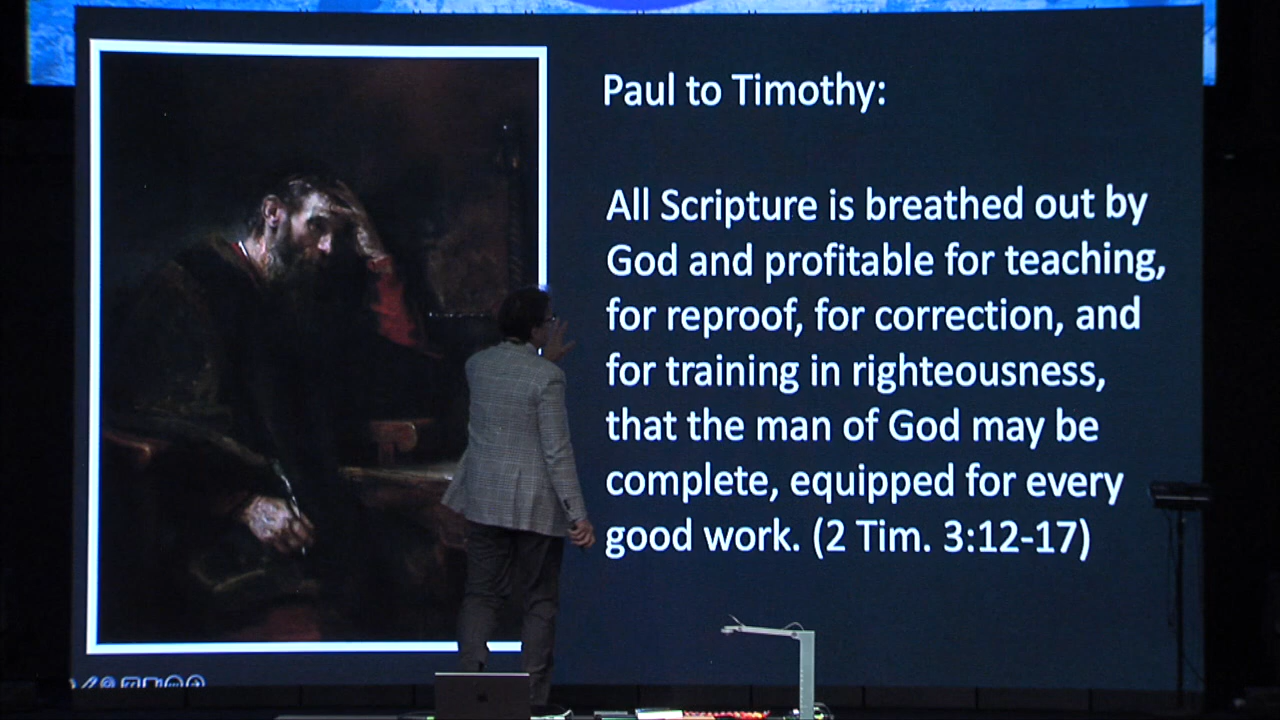 Paul to Timothy:
All Scripture is breathed out by
God and profitable for teaching,
for reproof, for correction, and
for training in righteousness,
that the man of God may be
complete, equipped for every
good work. (2 Tim. 3:12-17)